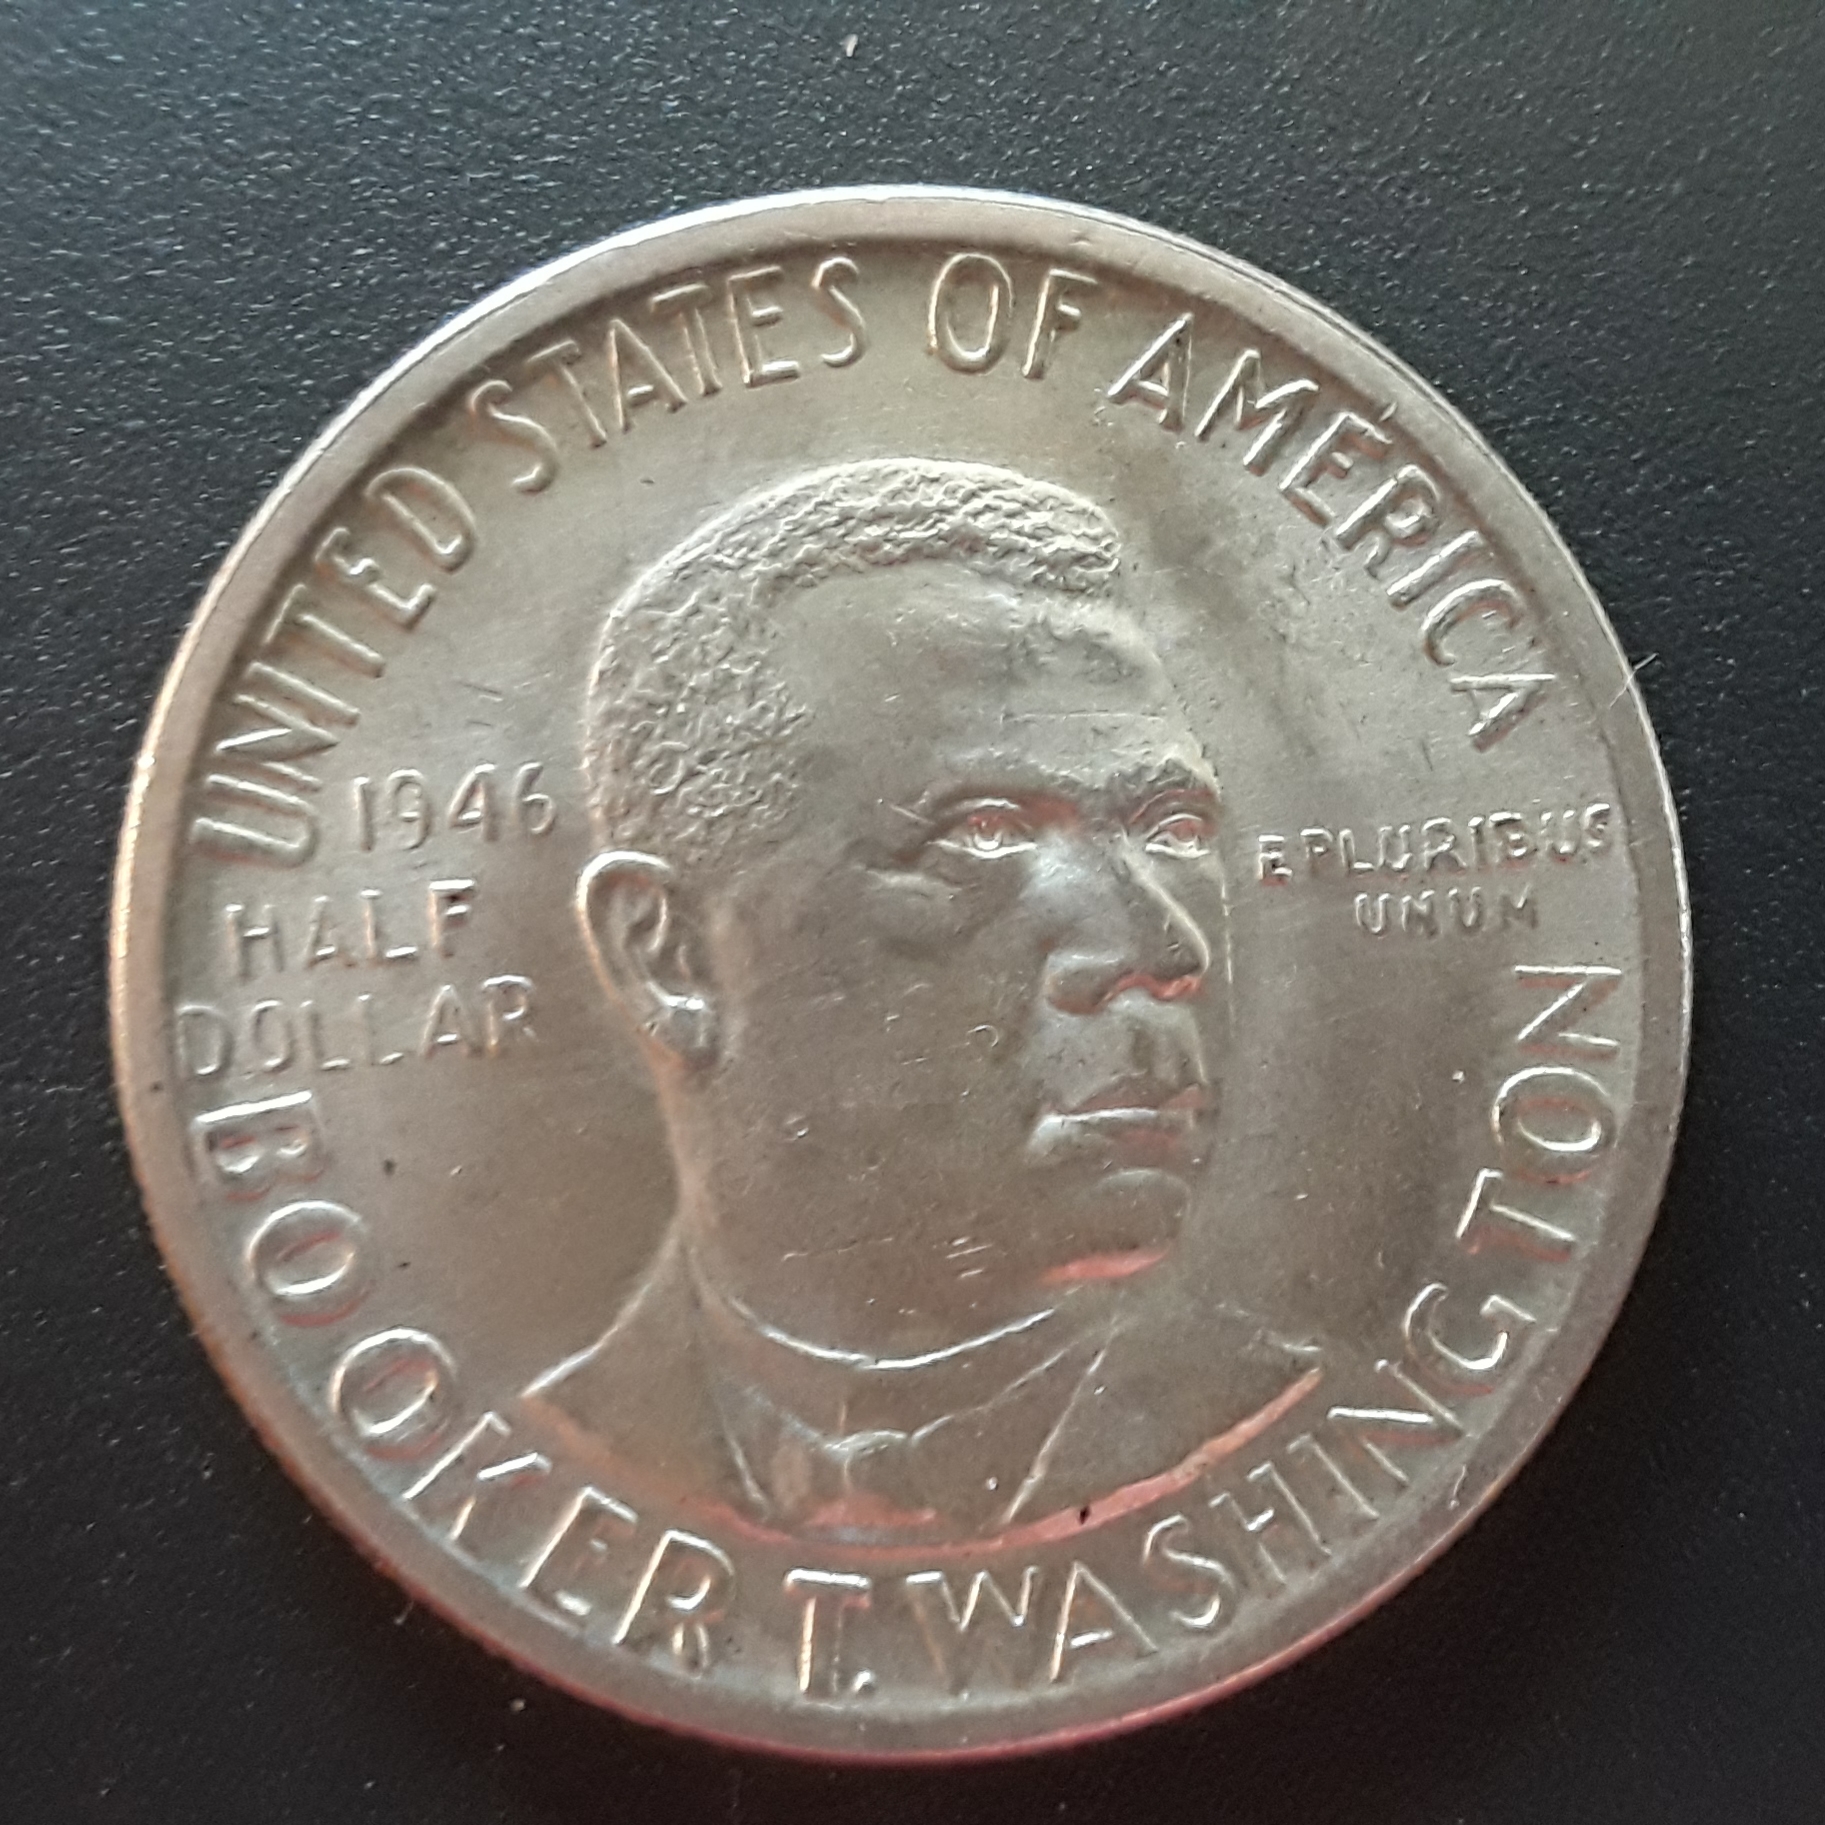 UNITED STATES OF AMERICA
1946
HALF
DOLLAR
E PLURIBUS
UNUM
BOOKER T. WASHINGTON